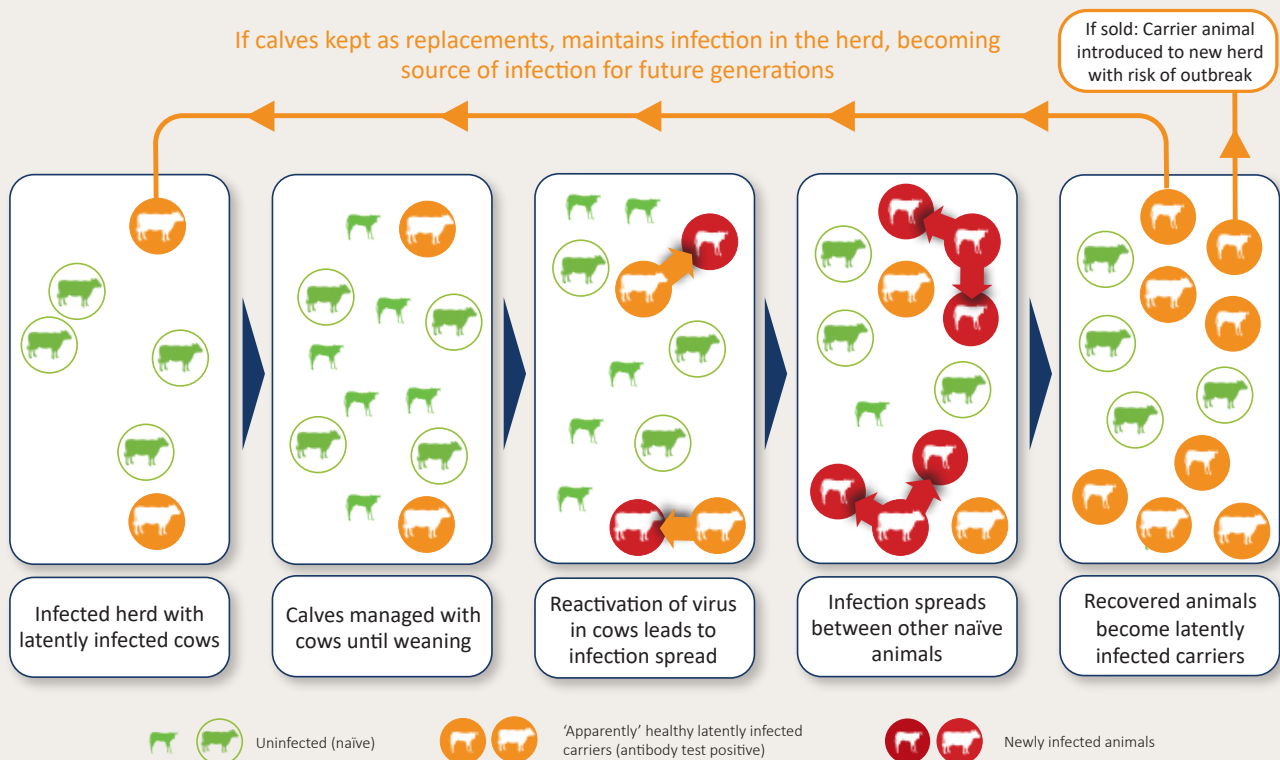 If calves kept as replacements, maintains infection in the herd, becoming
source of infection for future generations
If sold: Carrier animal
introduced to new herd
with risk of outbreak
Infected herd with
latently infected cows
Calves managed with
cows until weaning
Reactivation of virus
in cows leads to
infection spread
Infection spreads
between other naïve
animals
Recovered animals
become latently
infected carriers
Uninfected (naïve)
‘Apparently’ healthy latently infected
carriers (antibody test positive)
Newly infected animals